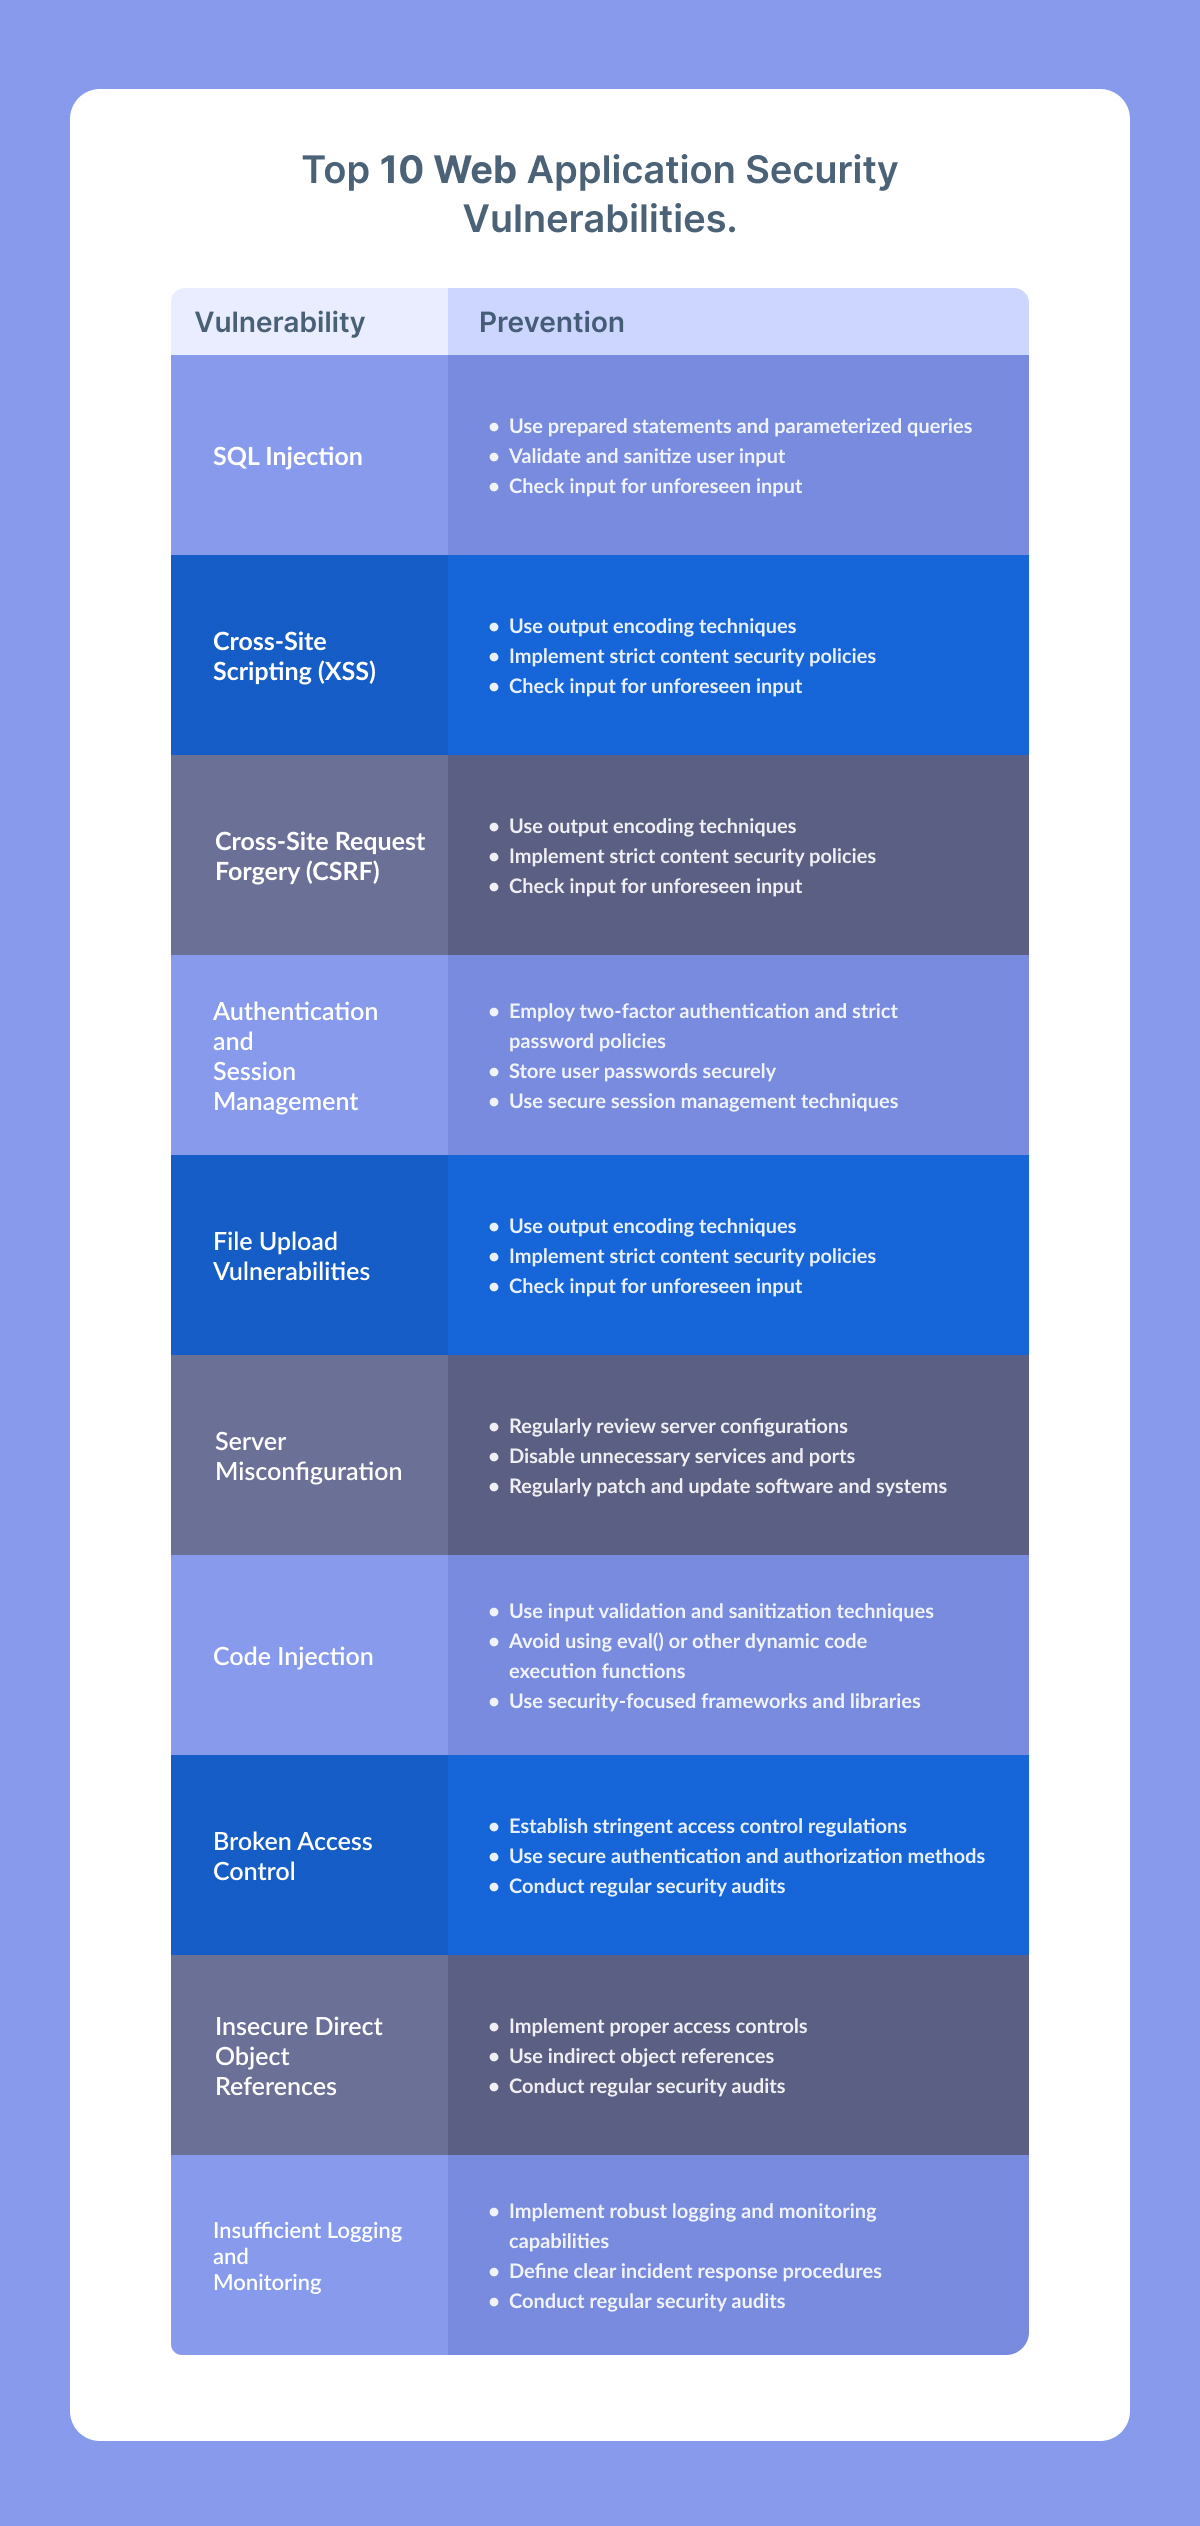 Top 10 Web Application Security
Vulnerabilities.
Vulnerability
Prevention
SQL Injection
• Use prepared statements and parameterized queries
• Validate and sanitize user input
• Check input for unforeseen input
Cross-Site
Scripting (XSS)
• Use output encoding techniques
• Implement strict content security policies
• Check input for unforeseen input
Cross-Site Request
Forgery (CSRF)
• Use output encoding techniques
• Implement strict content security policies
• Check input for unforeseen input
Authentication
and
Session
Management
• Employ two-factor authentication and strict
password policies
• Store user passwords securely
• Use secure session management techniques
File Upload
Vulnerabilities
• Use output encoding techniques
• Implement strict content security policies
• Check input for unforeseen input
Server
Misconfiguration
• Regularly review server configurations
• Disable unnecessary services and ports
• Regularly patch and update software and systems
Code Injection
• Use input validation and sanitization techniques
• Avoid using eval() or other dynamic code
execution functions
• Use security-focused frameworks and libraries
Broken Access
Control
• Establish stringent access control regulations
• Use secure authentication and authorization methods
• Conduct regular security audits
Insecure Direct
Object
References
• Implement proper access controls
• Use indirect object references
• Conduct regular security audits
Insufficient Logging
and
Monitoring
• Implement robust logging and monitoring
capabilities
• Define clear incident response procedures
• Conduct regular security audits